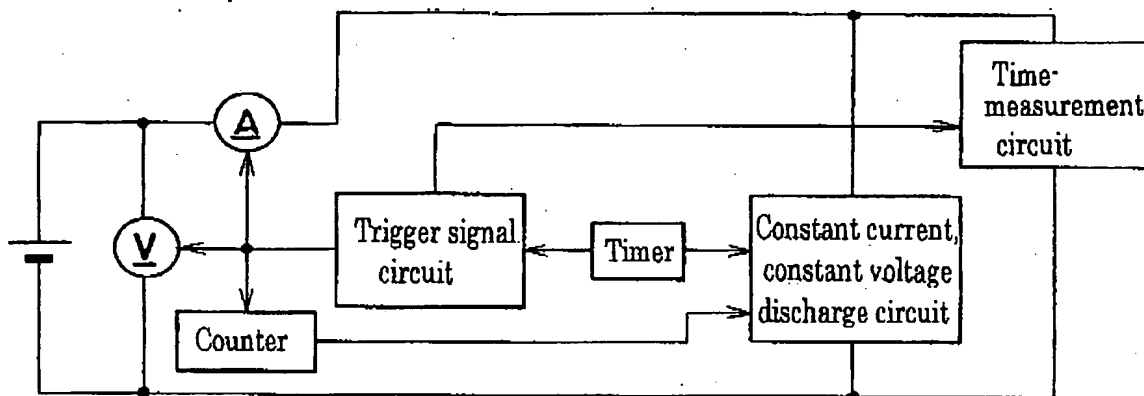 A
Time-
measurement
circuit
V
Trigger signal
circuit
Timer
Constant current,
constant voltage
discharge circuit
Counter